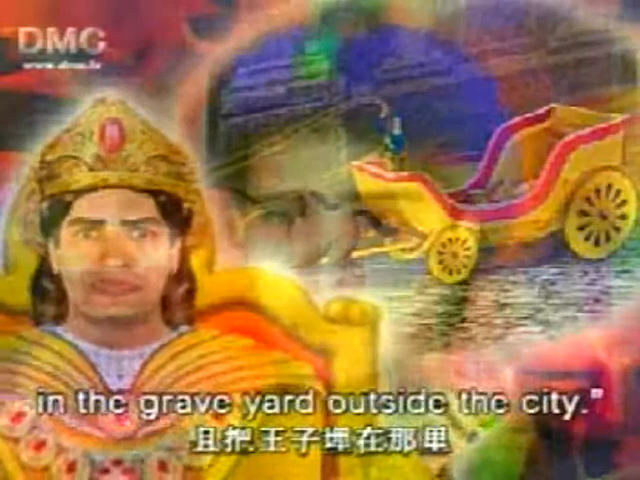 DMC
www.dmc.tv
in the grave yard outside the city."
且把王子埋在那里